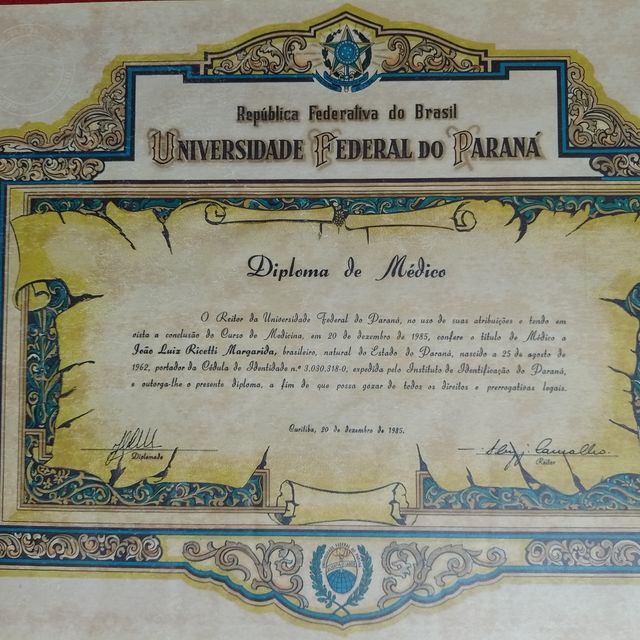 República Federativa do Brasil
UNIVERSIDADE FEDERAL DO PARANÁ
Diploma de Médico
O Reitor da Universidade Federal do Paraná, no uso de suas atribuições e tendo em
vista a conclusão do Curso de Medicina, em 20 de dezembro de 1985, confere o título de Médico a
João Luiz Ricetti Margarida, brasileiro, natural do Estado do Paraná, nascido a 25 de agosto de
1962, portador da Cédula de Identidade n.º 3.030.318-0, expedida pelo Instituto de Identificação do Paraná,
e outorga-lhe o presente diploma, a fim de que possa gozar de todos os direitos e prerrogativas legais.
Curitiba, 20 de dezembro de 1985.
Diplomado
Reitor